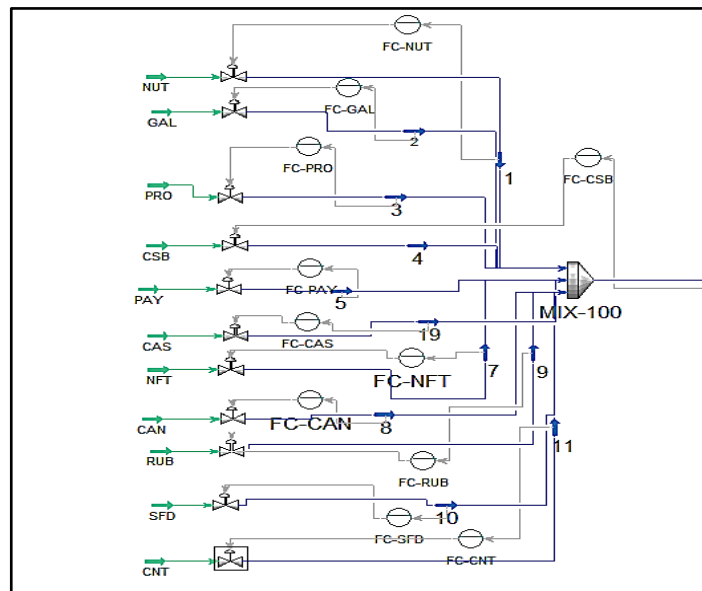 FC-NUT
NUT
FC-GAL
GAL
2
1
FC-PRO
FC-CSB
PRO
3
CSB
4
FC-PAY
PAY
5
MIX-100
CAS
FC-CAS
19
NFT
FC-NFT
7
9
CAN
FC-CAN
8
11
RUB
FC-RUB
SFD
10
FC-SFD
FC-CNT
CNT